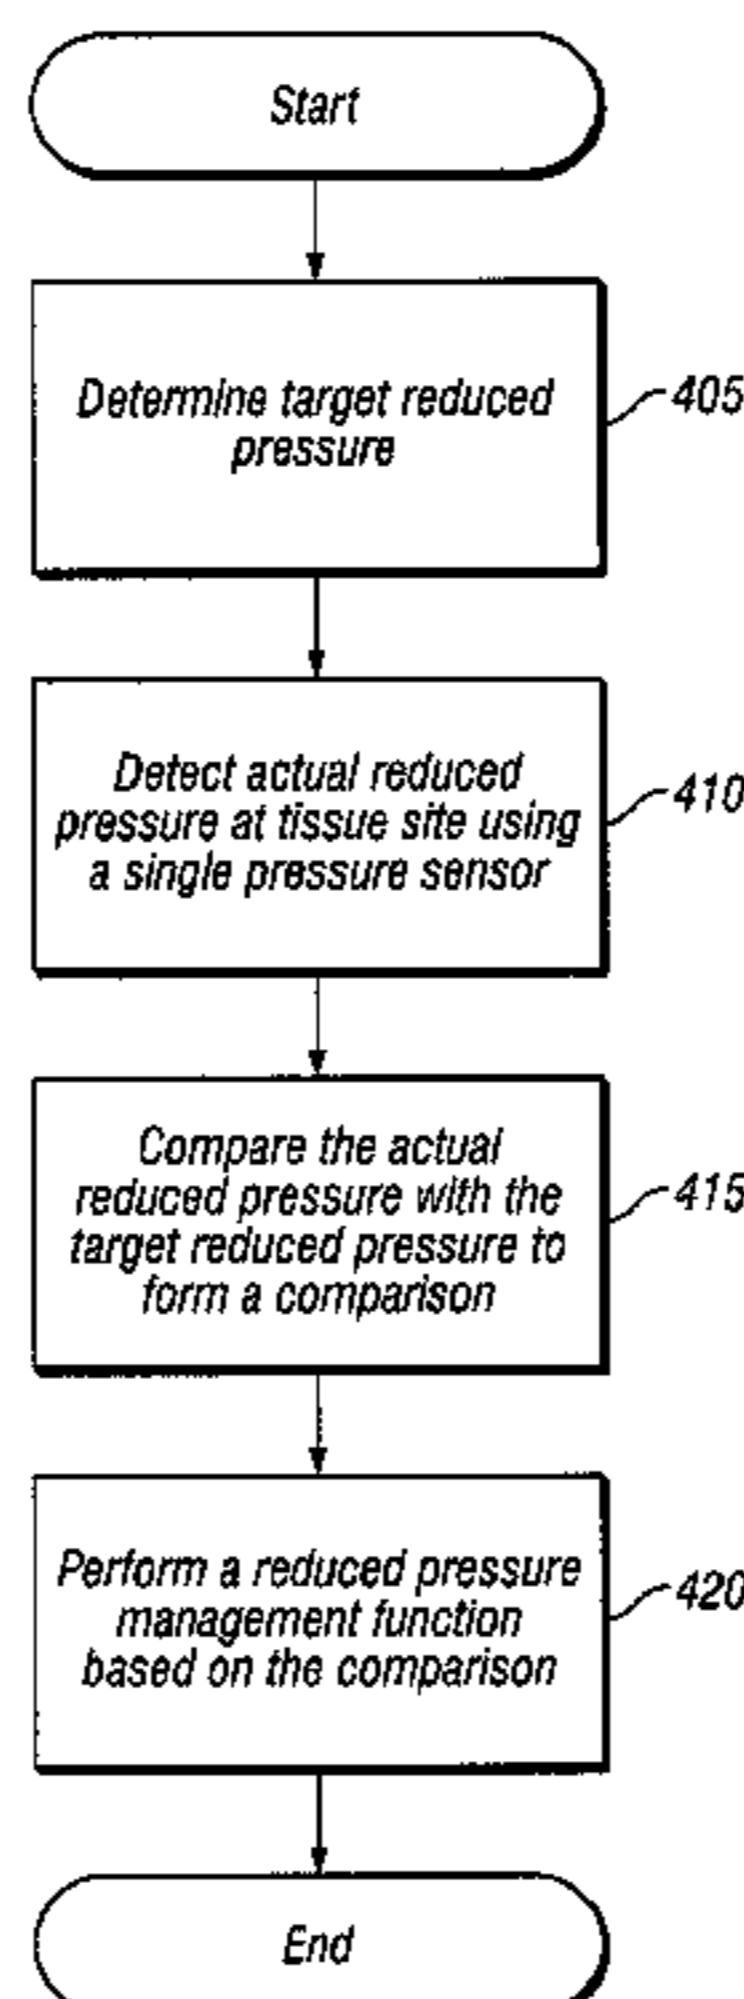 Start
Determine target reduced
pressure
405
Detect actual reduced
pressure at tissue site using
a single pressure sensor
410
Compare the actual
reduced pressure with the
target reduced pressure to
form a comparison
415
Perform a reduced pressure
management function
based on the comparison
420
End